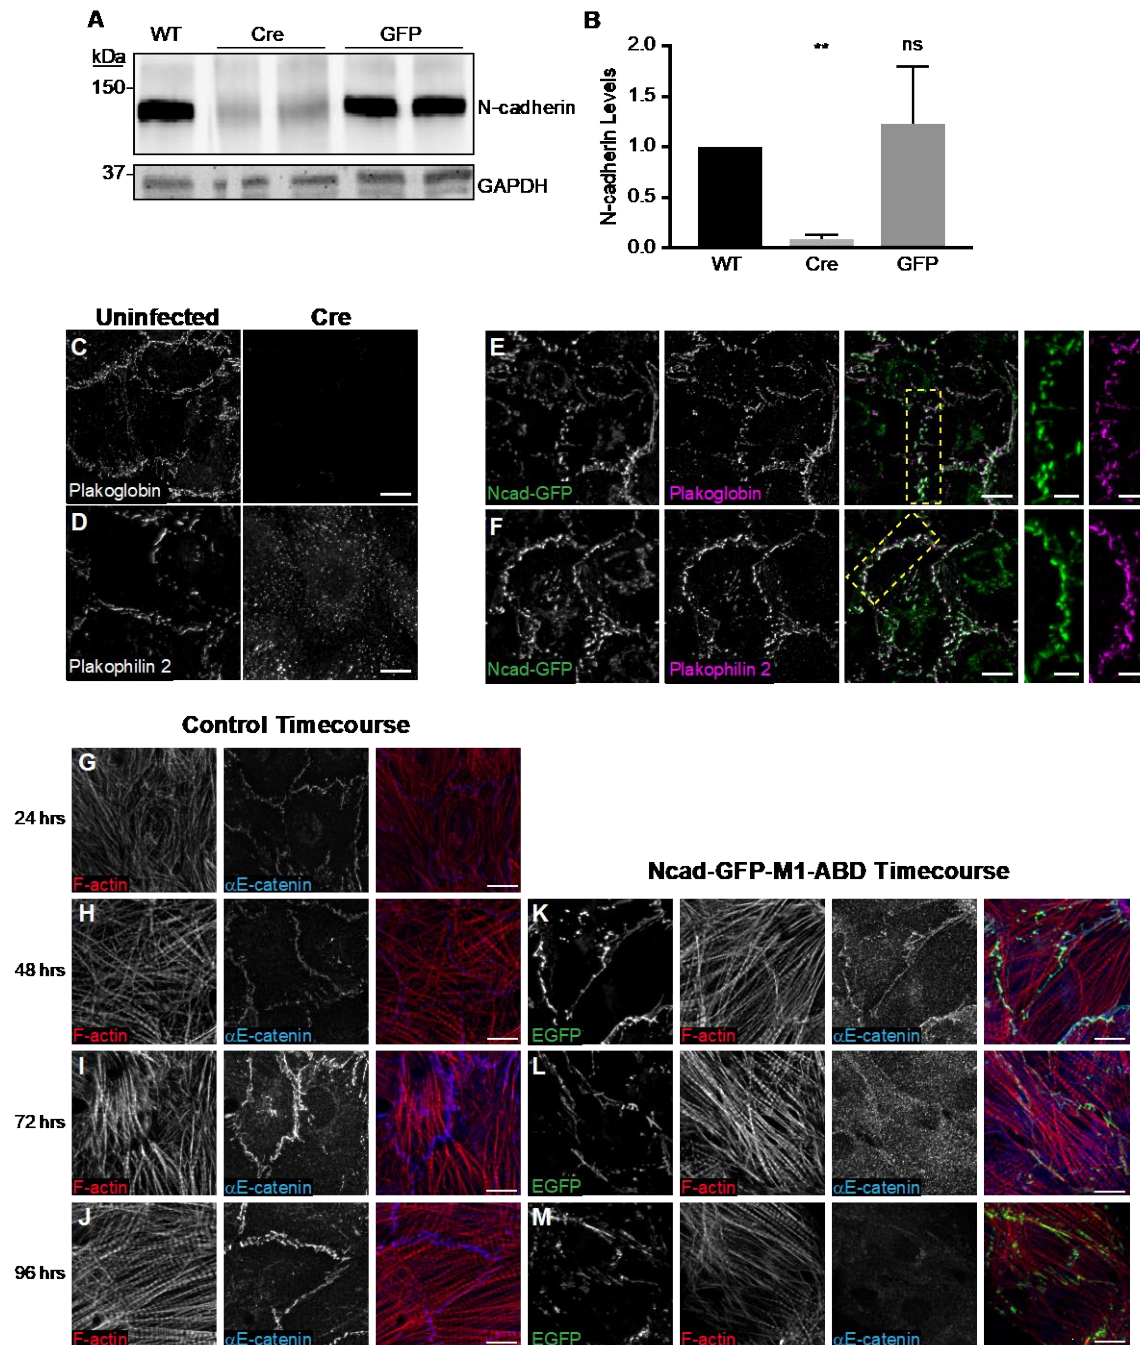 A
WT Cre GFP
kDa
150
N-cadherin
37
GAPDH
B
N-cadherin Levels
2.0
1.5
1.0
0.5
0.0
** ns
WT Cre GFP
Uninfected Cre
C
Plakoglobin
D
Plakophilin 2
E
Ncad-GFP Plakoglobin
F
Ncad-GFP Plakophilin 2
Control Timecourse
24 hrs
G
F-actin αE-catenin
48 hrs
H
F-actin αE-catenin
72 hrs
I
F-actin αE-catenin
96 hrs
J
F-actin αE-catenin
Ncad-GFP-M1-ABD Timecourse
K
EGFP F-actin αE-catenin
L
EGFP F-actin αE-catenin
M
EGFP F-actin αE-catenin